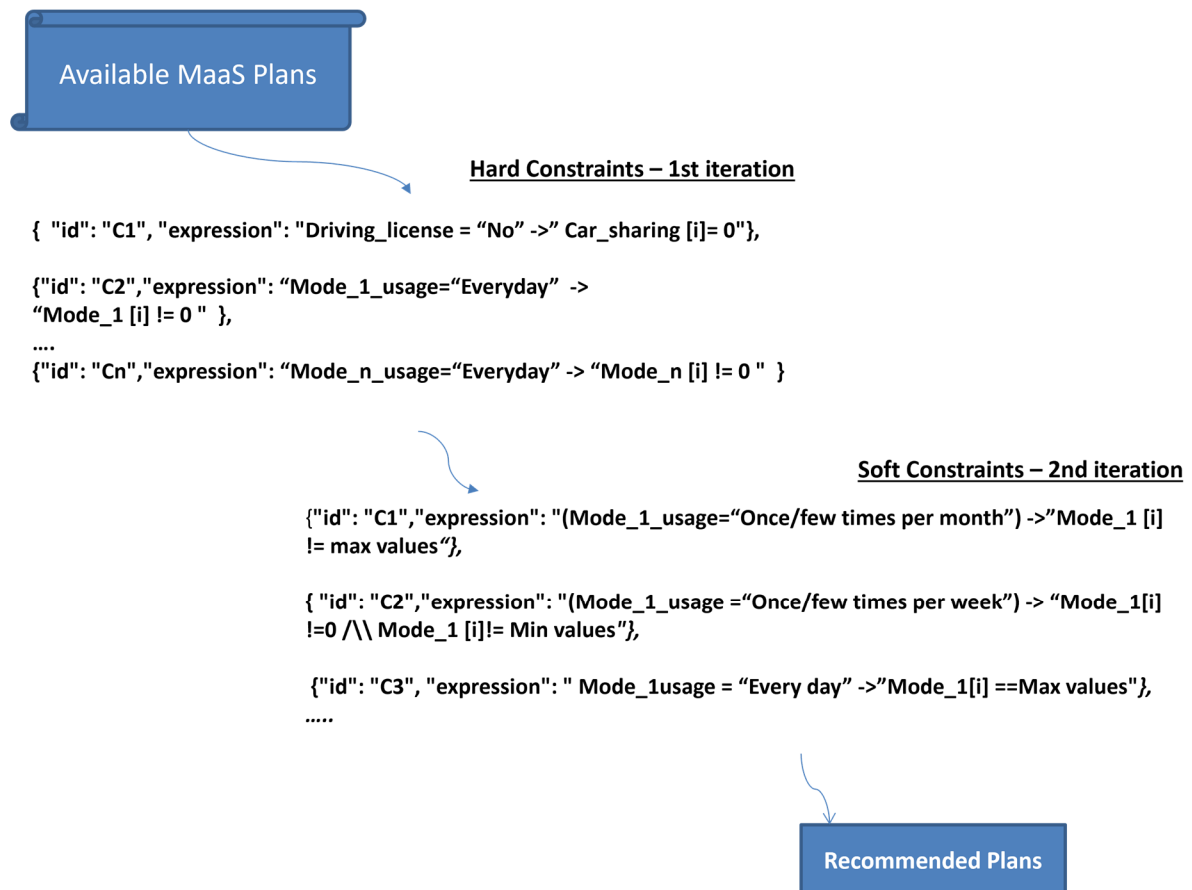 Available MaaS Plans
Hard Constraints – 1st iteration
{  "id": "C1", "expression": "Driving_license = “No” ->” Car_sharing [i]= 0"},
{"id": "C2","expression": “Mode_1_usage=“Everyday”  ->
“Mode_1 [i] != 0 "  },
….
{"id": "Cn","expression": “Mode_n_usage=“Everyday” -> “Mode_n [i] != 0 "  }
Soft Constraints – 2nd iteration
{"id": "C1","expression": "(Mode_1_usage=“Once/few times per month”) ->”Mode_1 [i]
!= max values“},
{ "id": "C2","expression": "(Mode_1_usage =“Once/few times per week”) -> “Mode_1[i]
!=0 /\\ Mode_1 [i]!= Min values"},
{"id": "C3", "expression": " Mode_1usage = “Every day” ->”Mode_1[i] ==Max values"},
…..
Recommended Plans